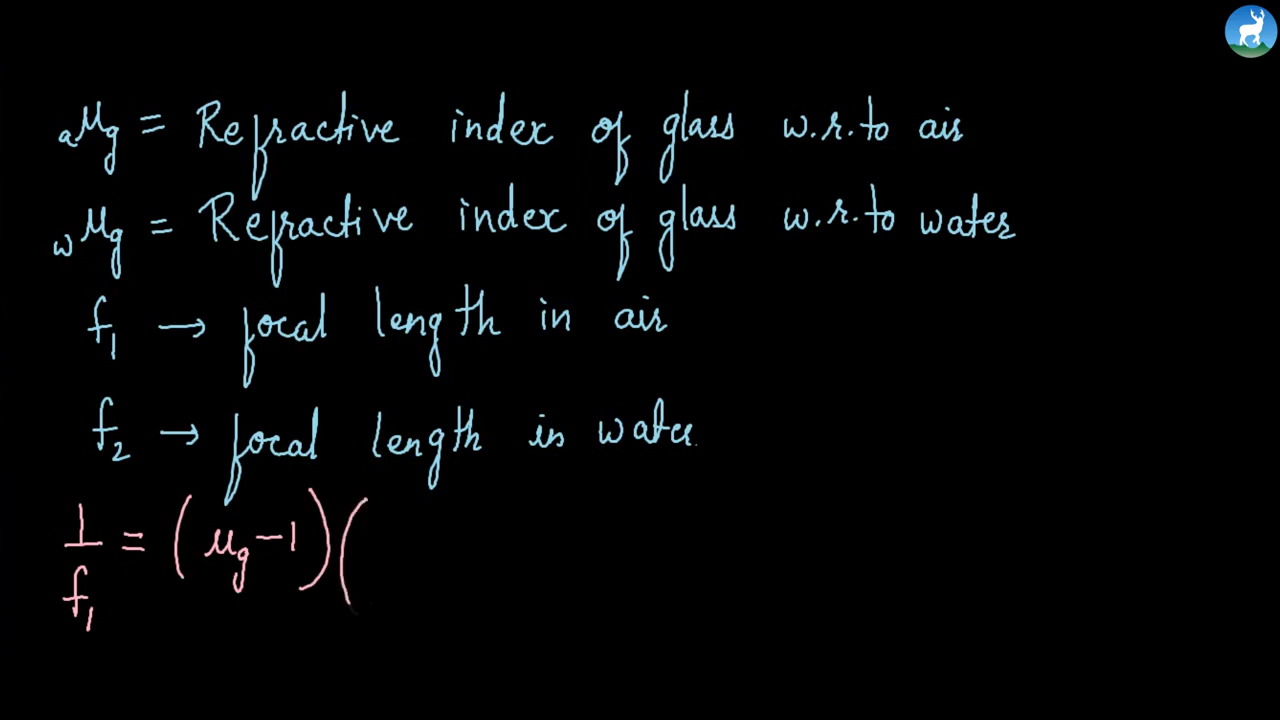 aμg = Refractive index of glass w.r.to air
wμg = Refractive index of glass w.r.to water
f1 → focal length in air
f2 → focal length in water
1/f1 = (μg-1)(